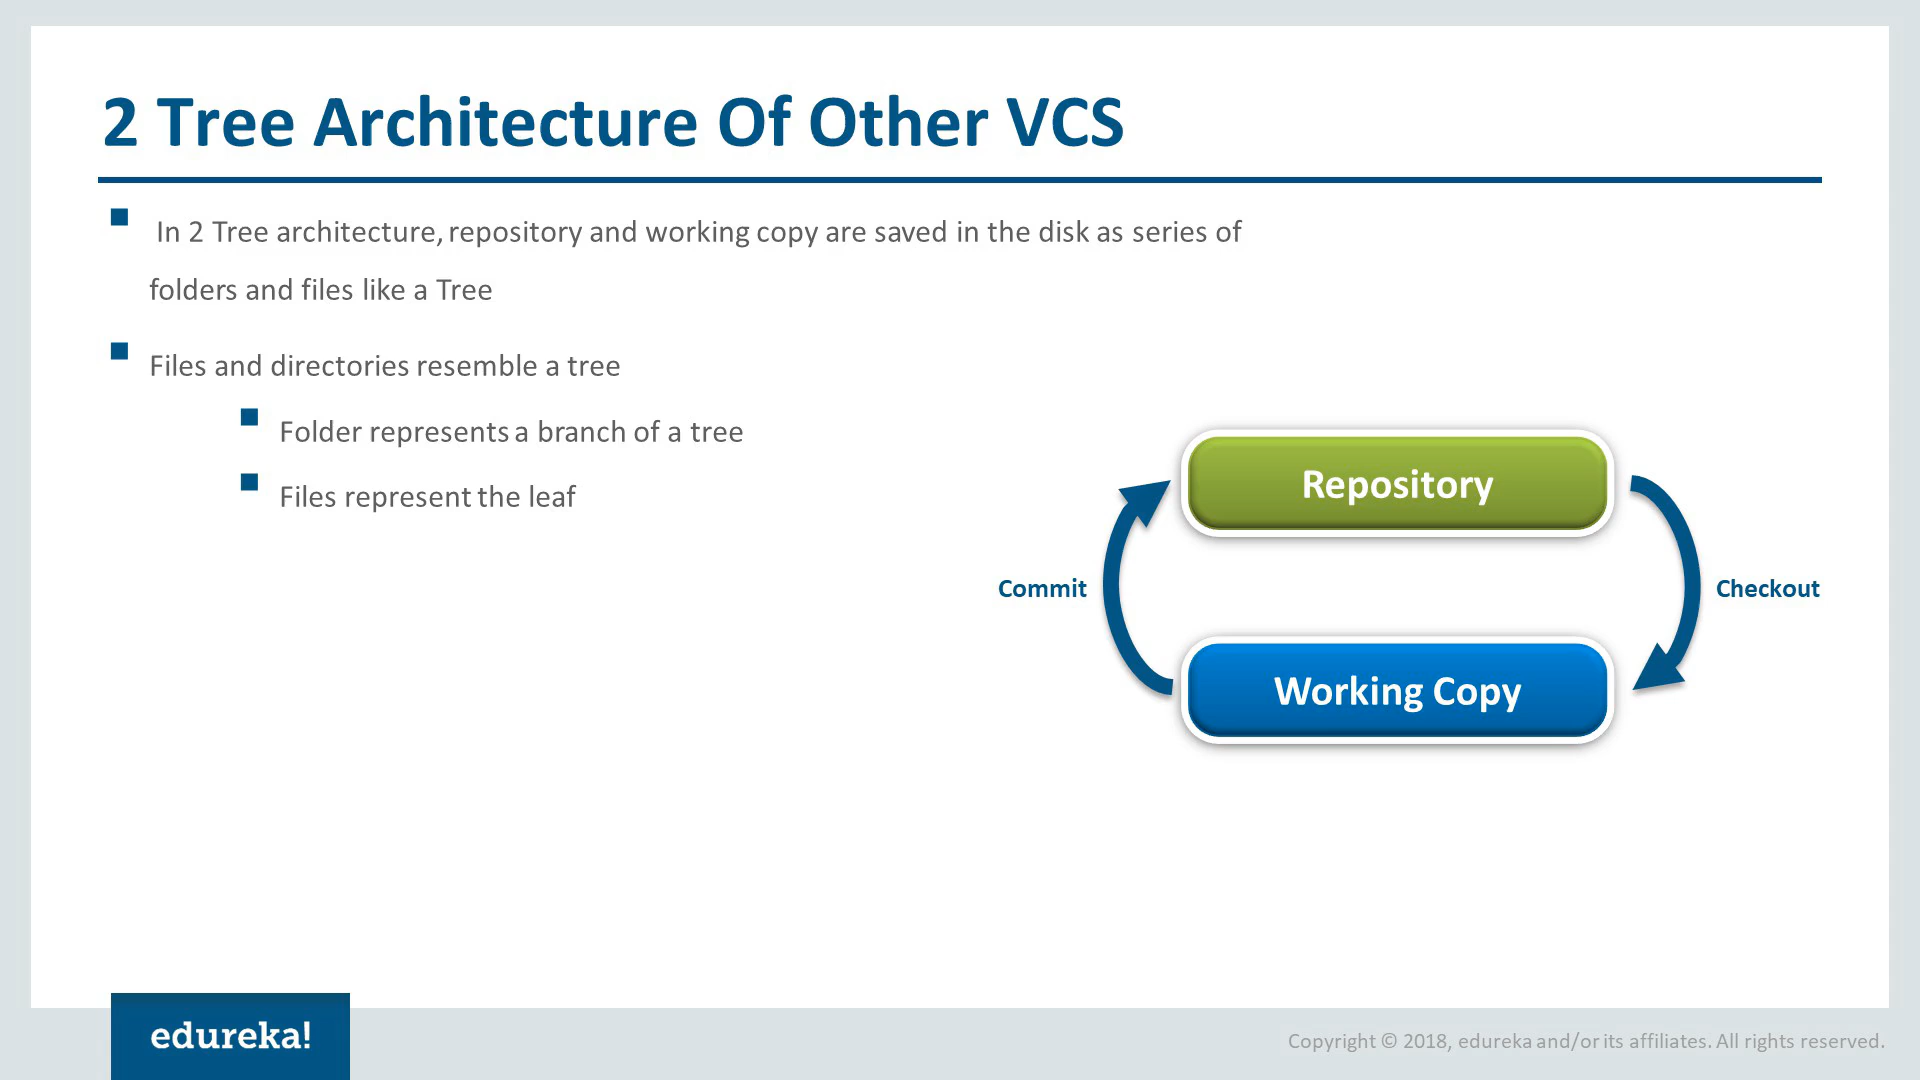 2 Tree Architecture Of Other VCS
In 2 Tree architecture, repository and working copy are saved in the disk as series of
folders and files like a Tree
Files and directories resemble a tree
Folder represents a branch of a tree
Files represent the leaf
Repository
Commit
Checkout
Working Copy
edureka!
Copyright © 2018, edureka and/or its affiliates. All rights reserved.